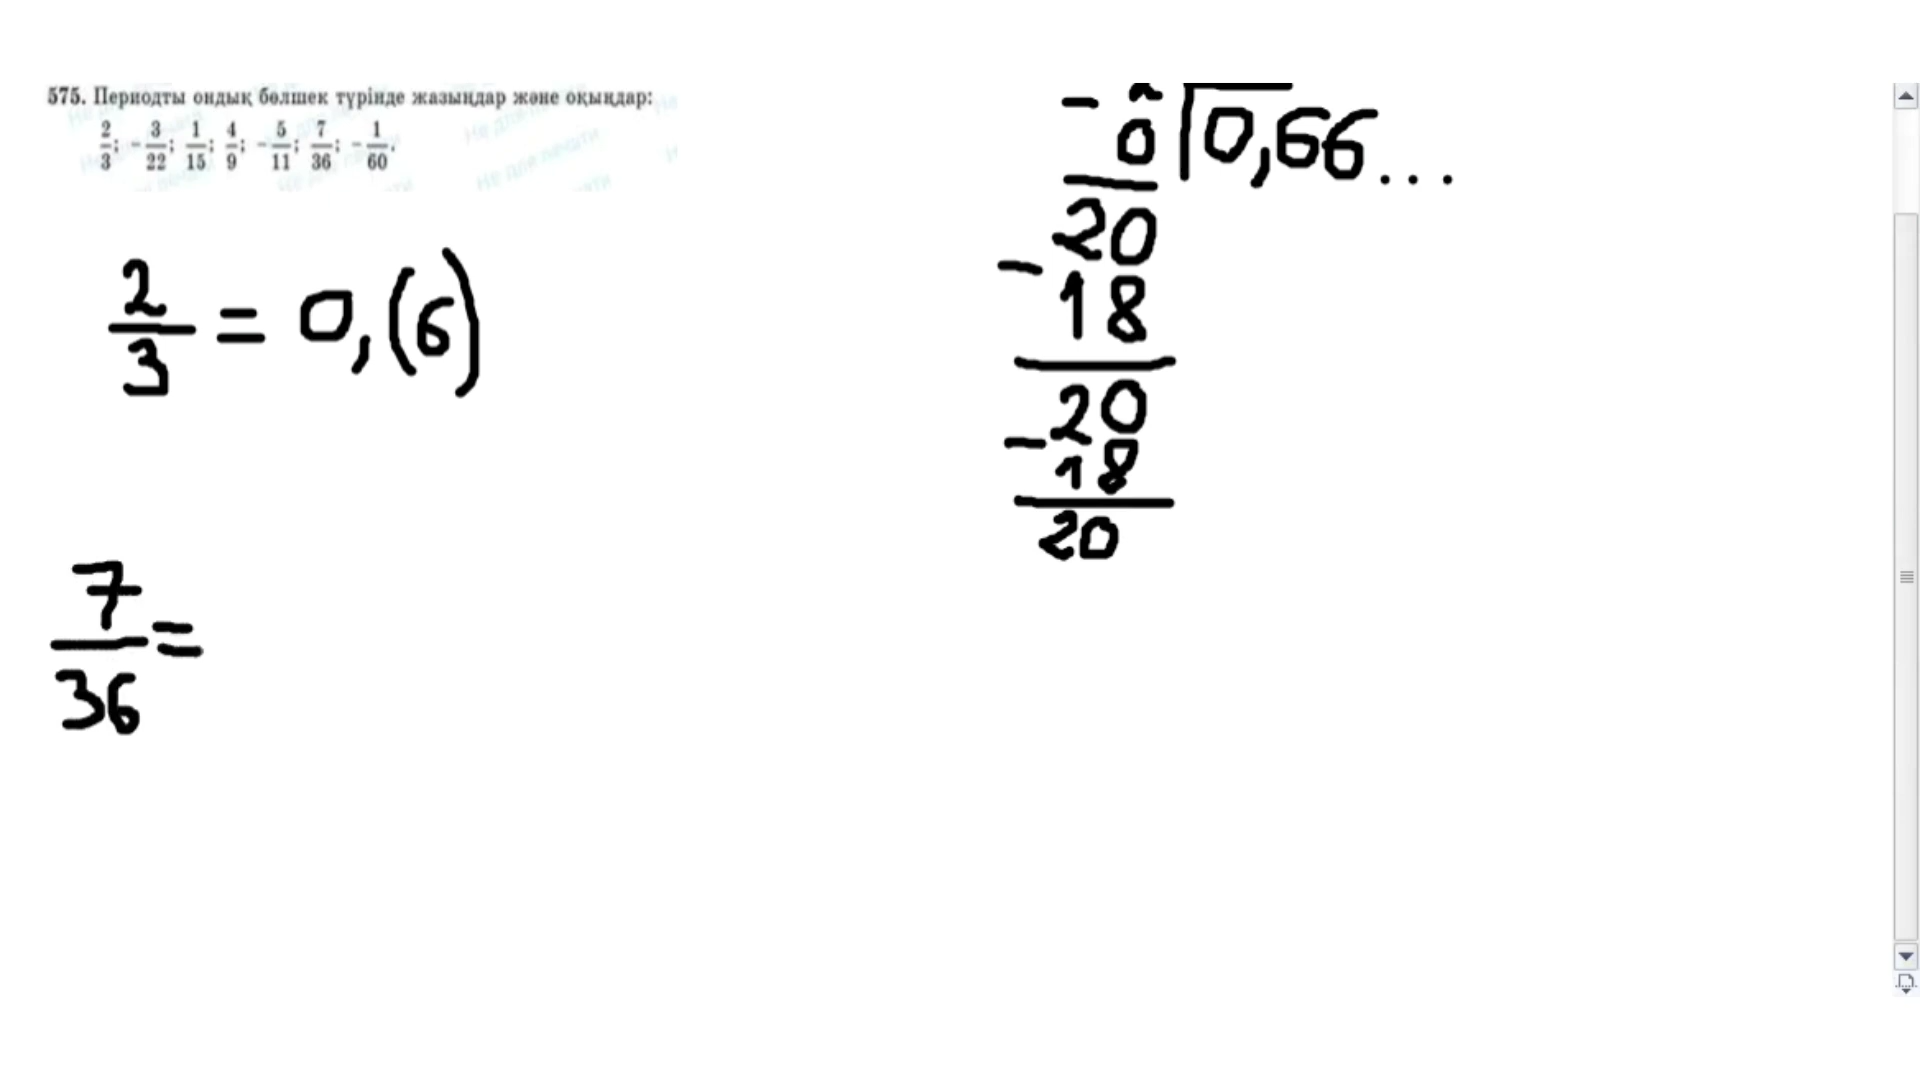 575. Периодты ондық бөлшек түрінде жазыңдар және оқыңдар:
2/3; -3/22; 1/15; 4/9; -5/11; 7/36; -1/60.
2/3 = 0,(6)
7/36 =
- 0 | 0,66...
20
- 18
20
- 18
20